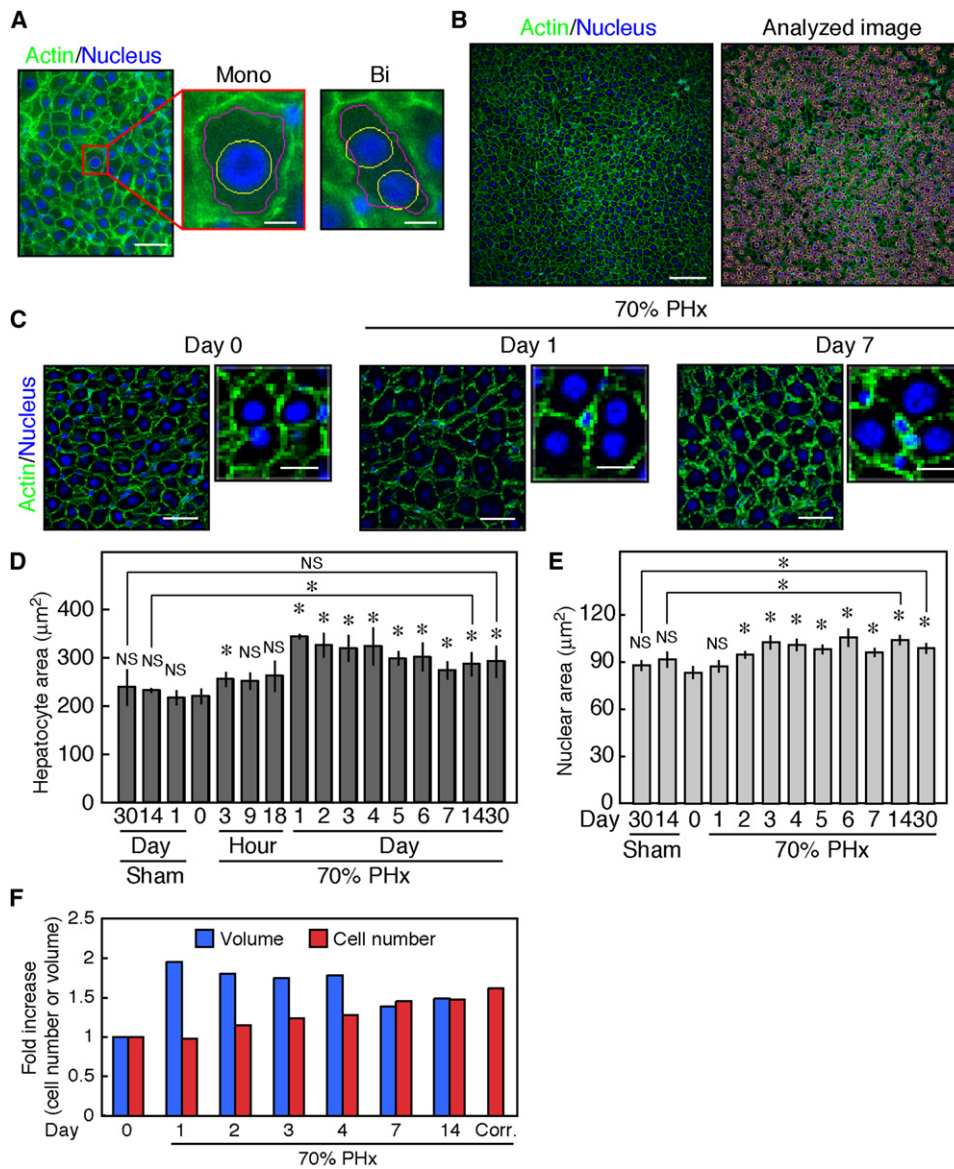 A
Actin/Nucleus
Mono
Bi
B
Actin/Nucleus
Analyzed image
C
70% PHx
Day 0
Day 1
Day 7
Actin/Nucleus
D
Hepatocyte area (μm²)
400
300
200
100
0
NS
*
NS NS NS * NS NS * * * * * * * * *
30 14 1 0 3 9 18 1 2 3 4 5 6 7 14 30
Day Hour Day
Sham 70% PHx
E
Nuclear area (μm²)
120
90
60
30
0
*
*
NS NS NS * * * * * * * *
Day 30 14 0 1 2 3 4 5 6 7 14 30
Sham 70% PHx
F
Fold increase
(cell number or volume)
2.5
2
1.5
1
0.5
0
Volume Cell number
Day 0 1 2 3 4 7 14 Corr.
70% PHx